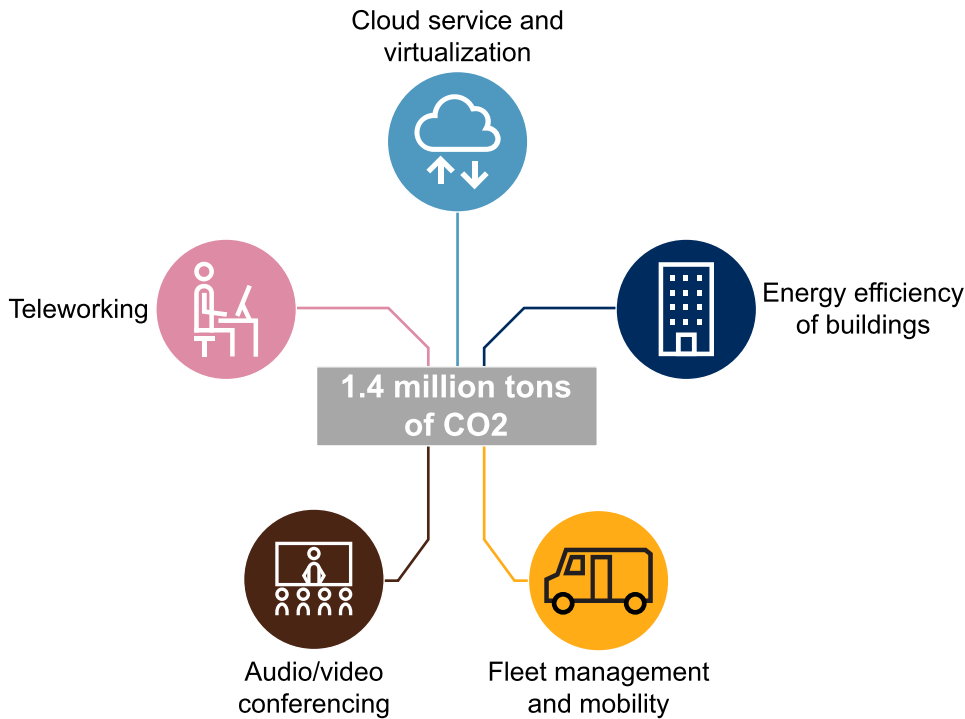 Cloud service and
virtualization
Teleworking
Energy efficiency
of buildings
1.4 million tons
of CO2
Audio/video
conferencing
Fleet management
and mobility